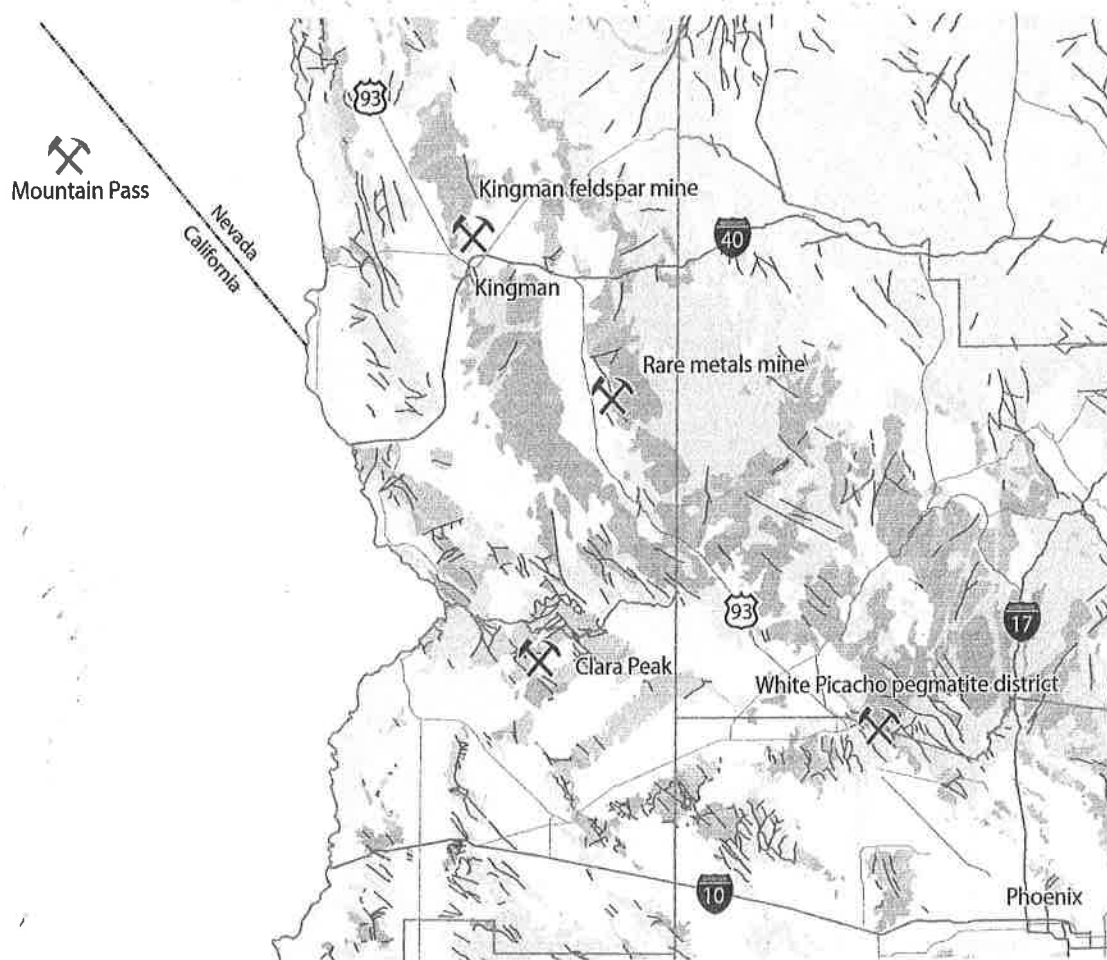 93
Mountain Pass
Kingman feldspar mine
Nevada
California
40
Kingman
Rare metals mine
93
17
Clara Peak
White Picacho pegmatite district
10
Phoenix